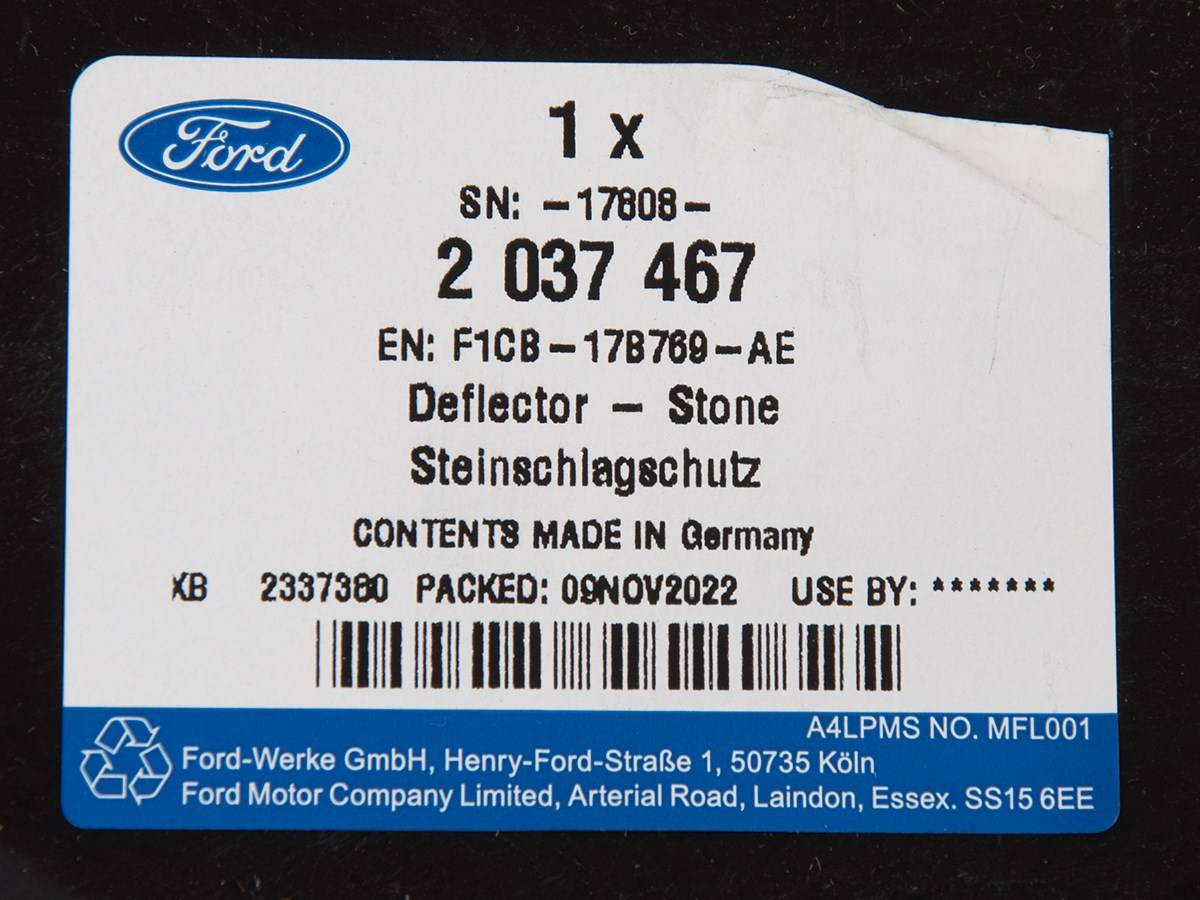 Ford
1 x
SN: -17808-
2 037 467
EN: F1CB-17B769-AE
Deflector - Stone
Steinschlagschutz
CONTENTS MADE IN Germany
XB 2337380 PACKED: 09NOV2022 USE BY: *******
A4LPMS NO. MFL001
Ford-Werke GmbH, Henry-Ford-Straße 1, 50735 Köln
Ford Motor Company Limited, Arterial Road, Laindon, Essex. SS15 6EE